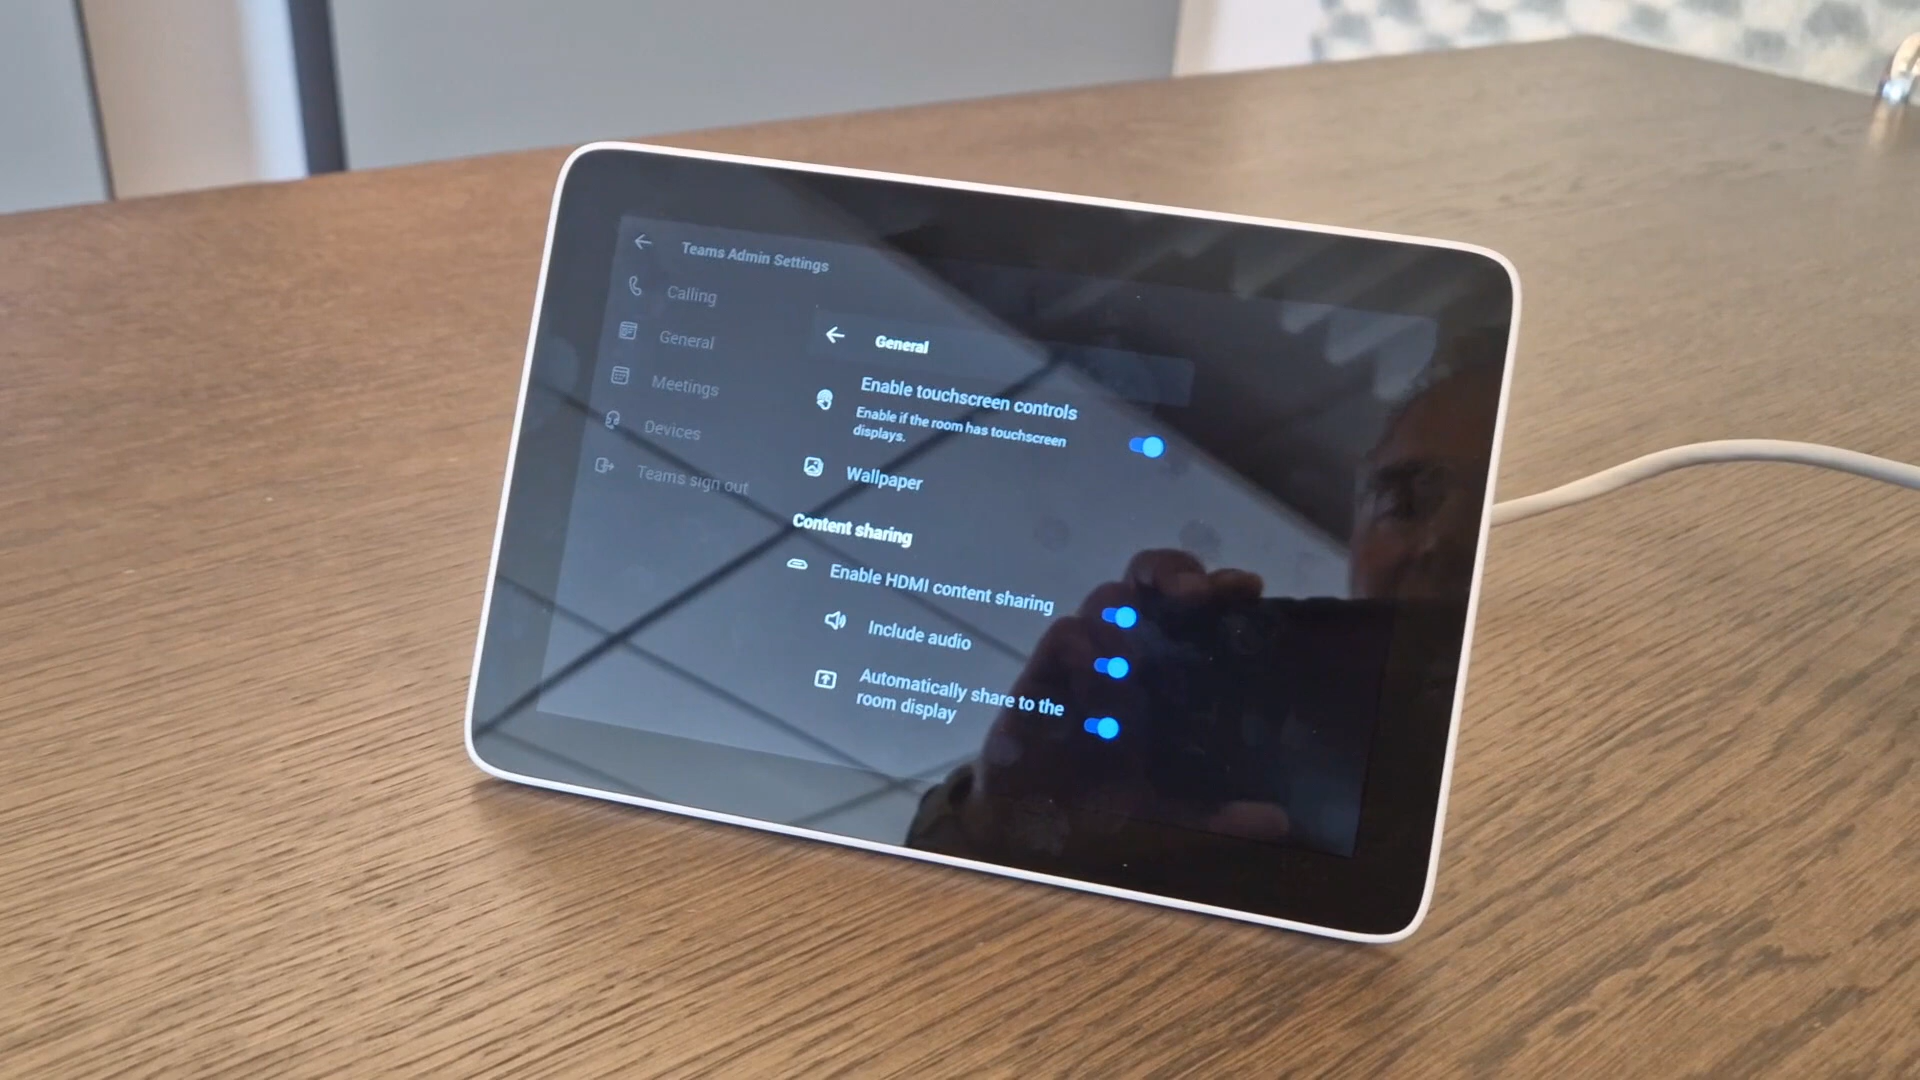 Teams Admin Settings
Calling
General
Meetings
Devices
Teams sign out
General
Enable touchscreen controls
Enable if the room has touchscreen
displays.
Wallpaper
Content sharing
Enable HDMI content sharing
Include audio
Automatically share to the
room display